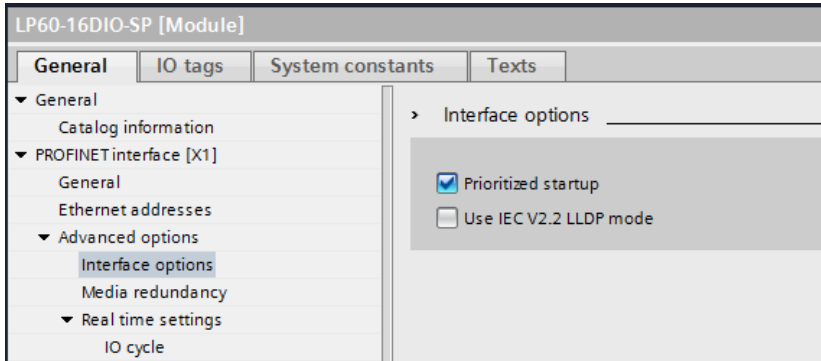 LP60-16DIO-SP [Module]
General IO tags System constants Texts
General
Catalog information
PROFINET interface [X1]
General
Ethernet addresses
Advanced options
Interface options
Media redundancy
Real time settings
IO cycle
Interface options
Prioritized startup
Use IEC V2.2 LLDP mode